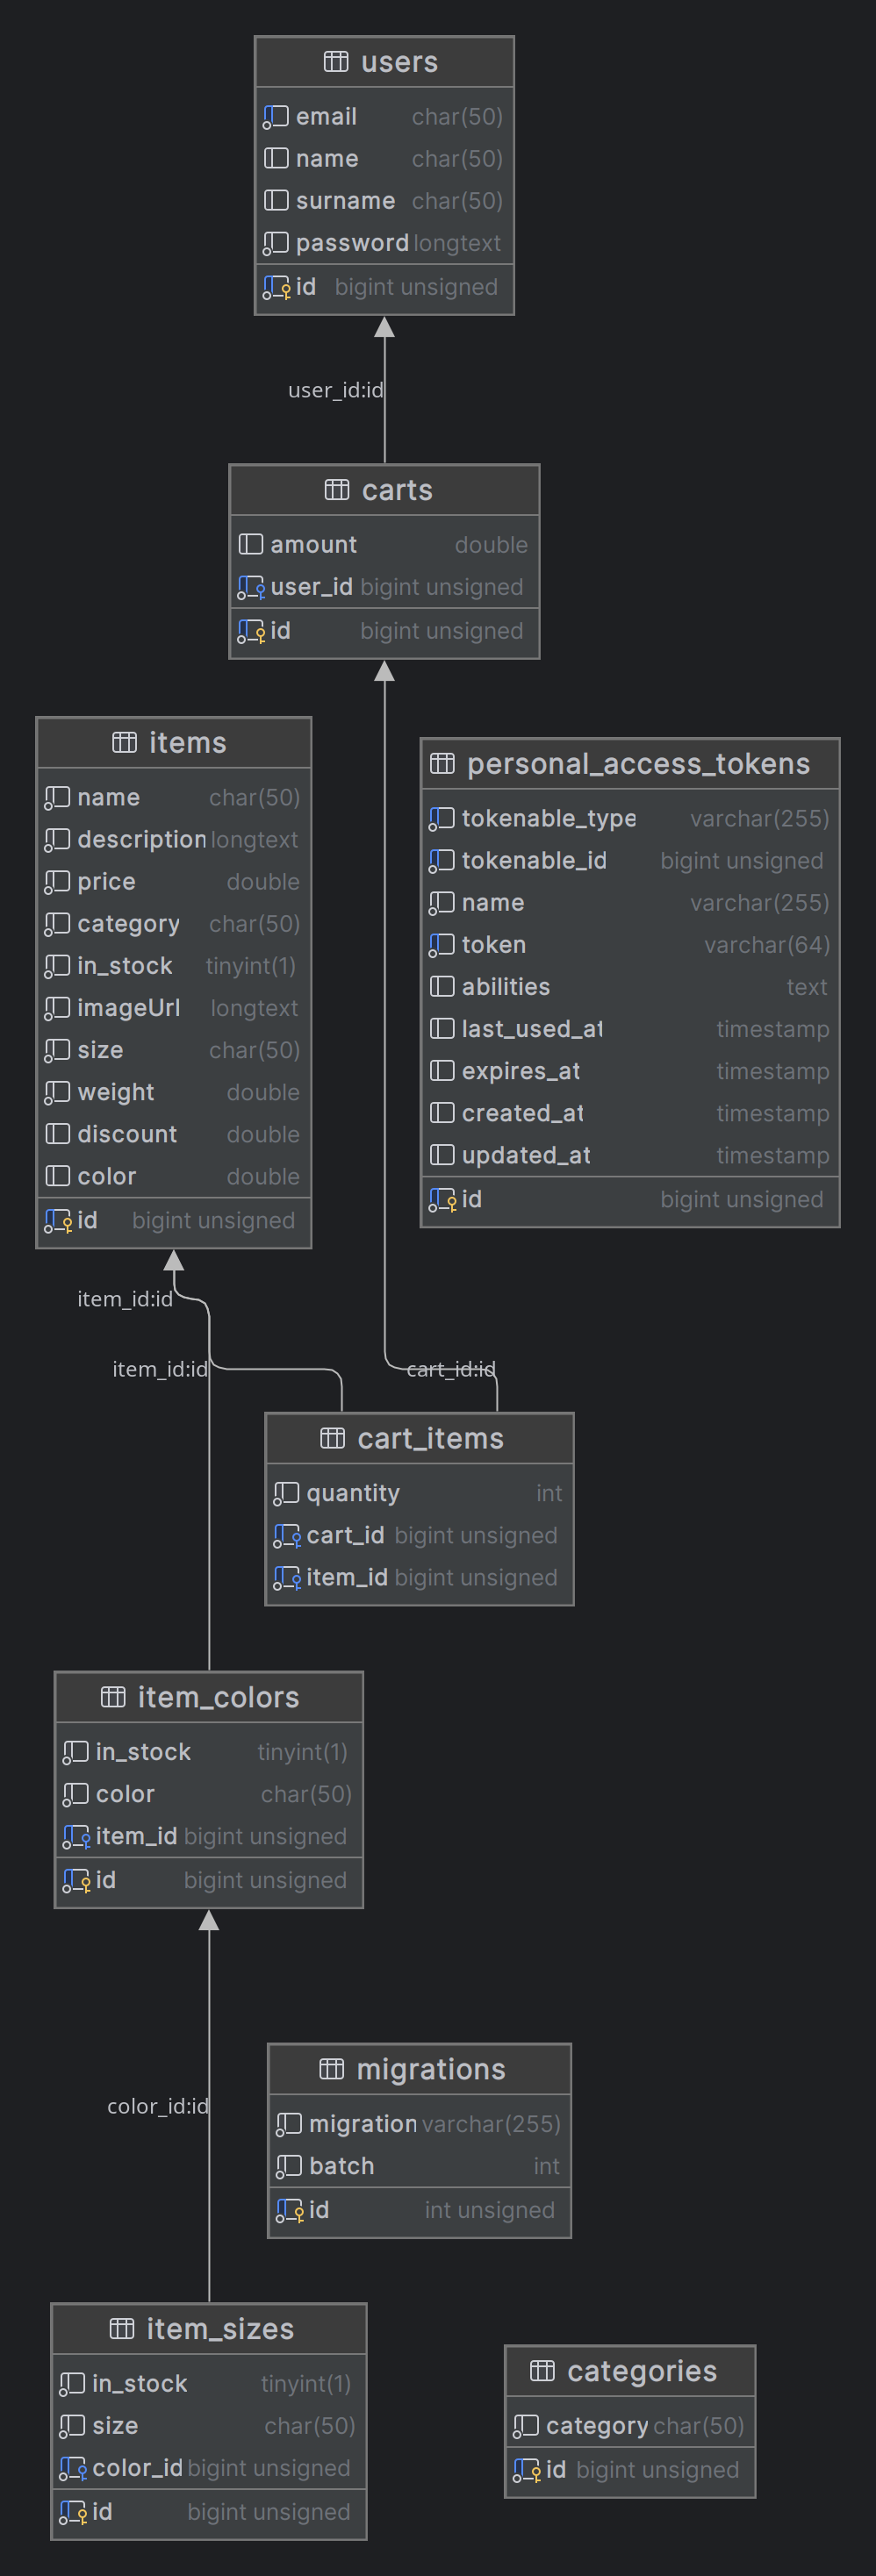 users
email char(50)
name char(50)
surname char(50)
password longtext
id bigint unsigned
user_id:id
carts
amount double
user_id bigint unsigned
id bigint unsigned
items
name char(50)
description longtext
price double
category char(50)
in_stock tinyint(1)
imageUrl longtext
size char(50)
weight double
discount double
color double
id bigint unsigned
personal_access_tokens
tokenable_type varchar(255)
tokenable_id bigint unsigned
name varchar(255)
token varchar(64)
abilities text
last_used_at timestamp
expires_at timestamp
created_at timestamp
updated_at timestamp
id bigint unsigned
item_id:id
item_id:id
cart_id:id
cart_items
quantity int
cart_id bigint unsigned
item_id bigint unsigned
item_colors
in_stock tinyint(1)
color char(50)
item_id bigint unsigned
id bigint unsigned
color_id:id
migrations
migration varchar(255)
batch int
id int unsigned
item_sizes
in_stock tinyint(1)
size char(50)
color_id bigint unsigned
id bigint unsigned
categories
category char(50)
id bigint unsigned